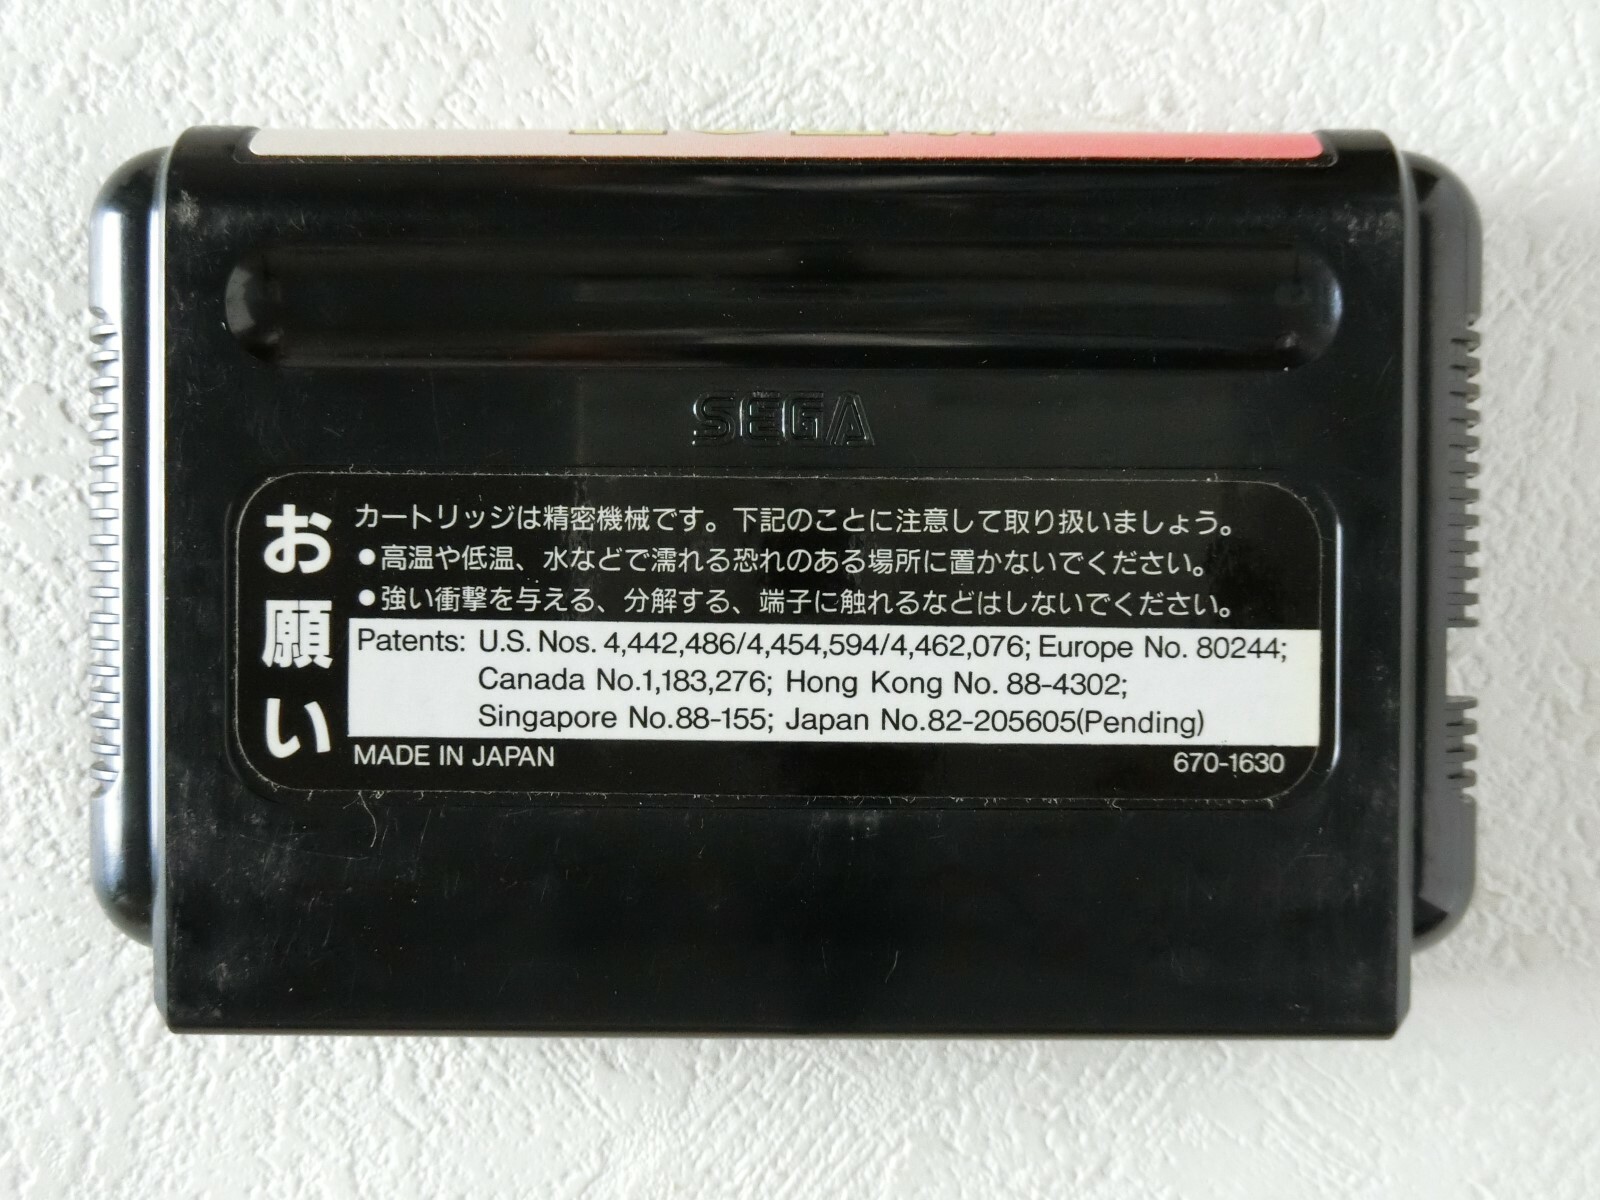 SEGA
お願い
カートリッジは精密機械です。下記のことに注意して取り扱いましょう。
●高温や低温、水などで濡れる恐れのある場所に置かないでください。
●強い衝撃を与える、分解する、端子に触れるなどはしないでください。
Patents: U.S. Nos. 4,442,486/4,454,594/4,462,076; Europe No. 80244;
Canada No.1,183,276; Hong Kong No. 88-4302;
Singapore No.88-155; Japan No.82-205605(Pending)
MADE IN JAPAN
670-1630